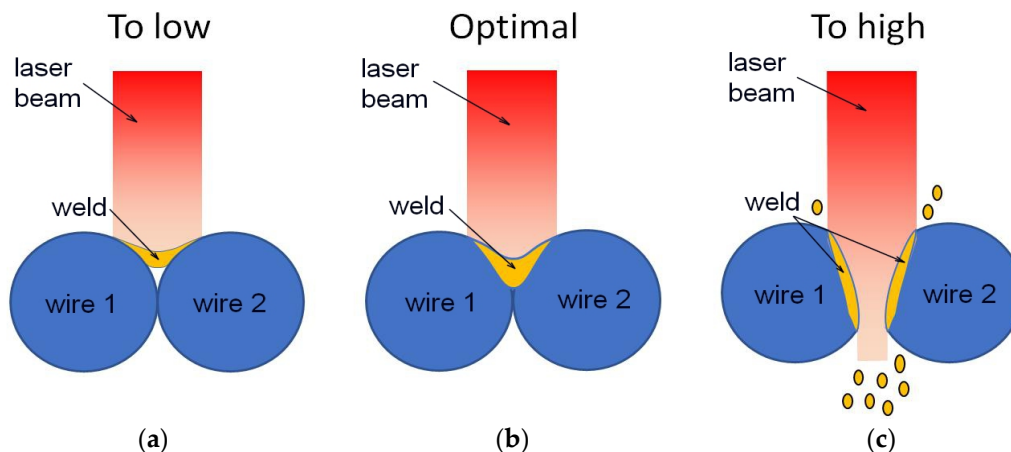 To low
Optimal
To high
laser
beam
laser
beam
laser
beam
weld
weld
weld
wire 1
wire 2
wire 1
wire 2
wire 1
wire 2
(a)
(b)
(c)